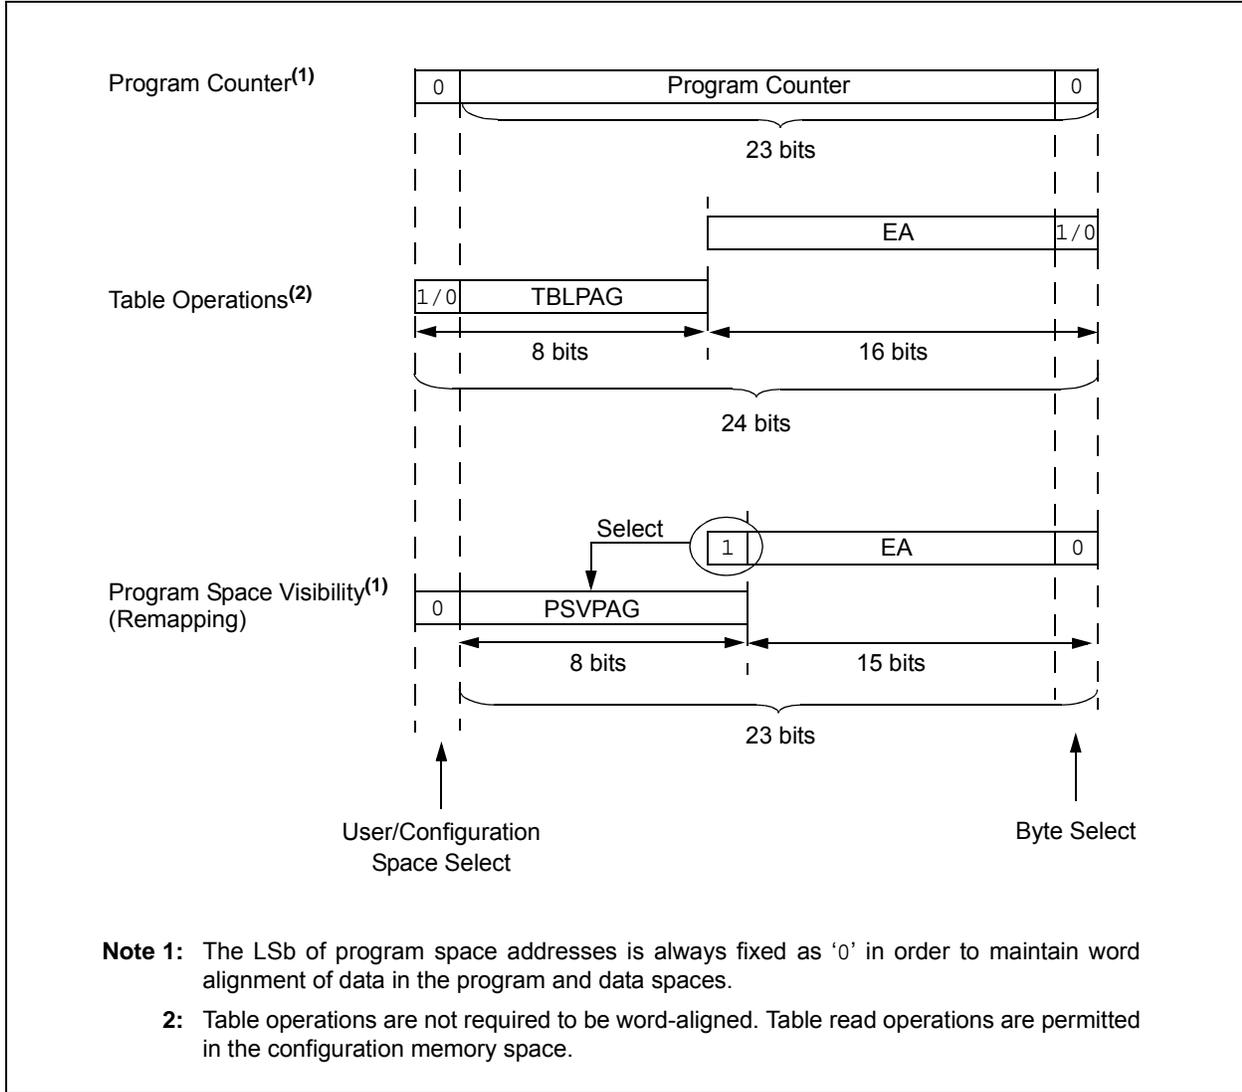 Program Counter(1)
0 Program Counter 0
23 bits
EA 1/0
Table Operations(2)
1/0 TBLPAG
8 bits 16 bits
24 bits
Select
1 EA 0
Program Space Visibility(1)
(Remapping)
0 PSVPAG
8 bits 15 bits
23 bits
User/Configuration
Space Select
Byte Select
Note 1: The LSb of program space addresses is always fixed as ‘0’ in order to maintain word
alignment of data in the program and data spaces.
2: Table operations are not required to be word-aligned. Table read operations are permitted
in the configuration memory space.